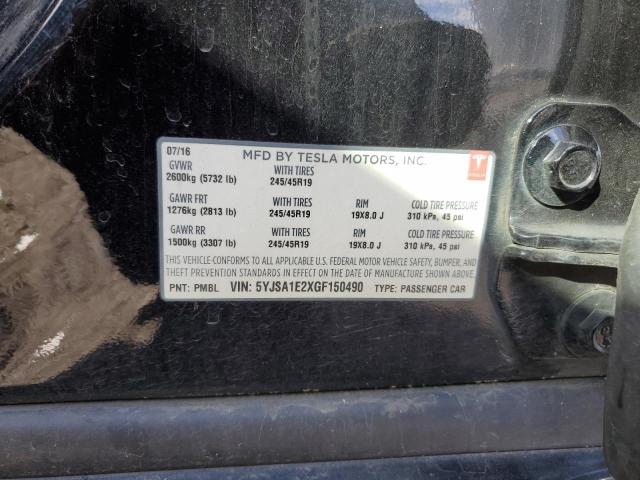 07/16 MFD BY TESLA MOTORS, INC.
GVWR WITH TIRES
2600kg (5732 lb) 245/45R19
GAWR FRT WITH TIRES RIM COLD TIRE PRESSURE
1276kg (2813 lb) 245/45R19 19X8.0 J 310 kPa, 45 psi
GAWR RR WITH TIRES RIM COLD TIRE PRESSURE
1500kg (3307 lb) 245/45R19 19X8.0 J 310 kPa, 45 psi
THIS VEHICLE CONFORMS TO ALL APPLICABLE U.S. FEDERAL MOTOR VEHICLE SAFETY, BUMPER, AND
THEFT PREVENTION STANDARDS IN EFFECT ON THE DATE OF MANUFACTURE SHOWN ABOVE.
PNT: PMBL VIN: 5YJSA1E2XGF150490 TYPE: PASSENGER CAR
TESLA